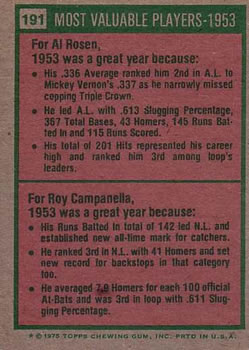 191 MOST VALUABLE PLAYERS-1953
For Al Rosen,
1953 was a great year because:
• His .336 Average ranked him 2nd in A.L. to
Mickey Vernon's .337 as he narrowly missed
copping Triple Crown.
• He led A.L. with .613 Slugging Percentage,
367 Total Bases, 43 Homers, 145 Runs Bat-
ted In and 115 Runs Scored.
• His total of 201 Hits represented his career
high and ranked him 3rd among loop's
leaders.
For Roy Campanella,
1953 was a great year because:
• His Runs Batted In total of 142 led N.L. and
established new all-time mark for catchers.
• He ranked 3rd in N.L. with 41 Homers and set
new record for backstops in that category
too.
• He averaged 7.9 Homers for each 100 official
At-Bats and was 3rd in loop with .611 Slug-
ging Percentage.
* © 1975 TOPPS CHEWING GUM, INC. PRTD IN U.S.A.